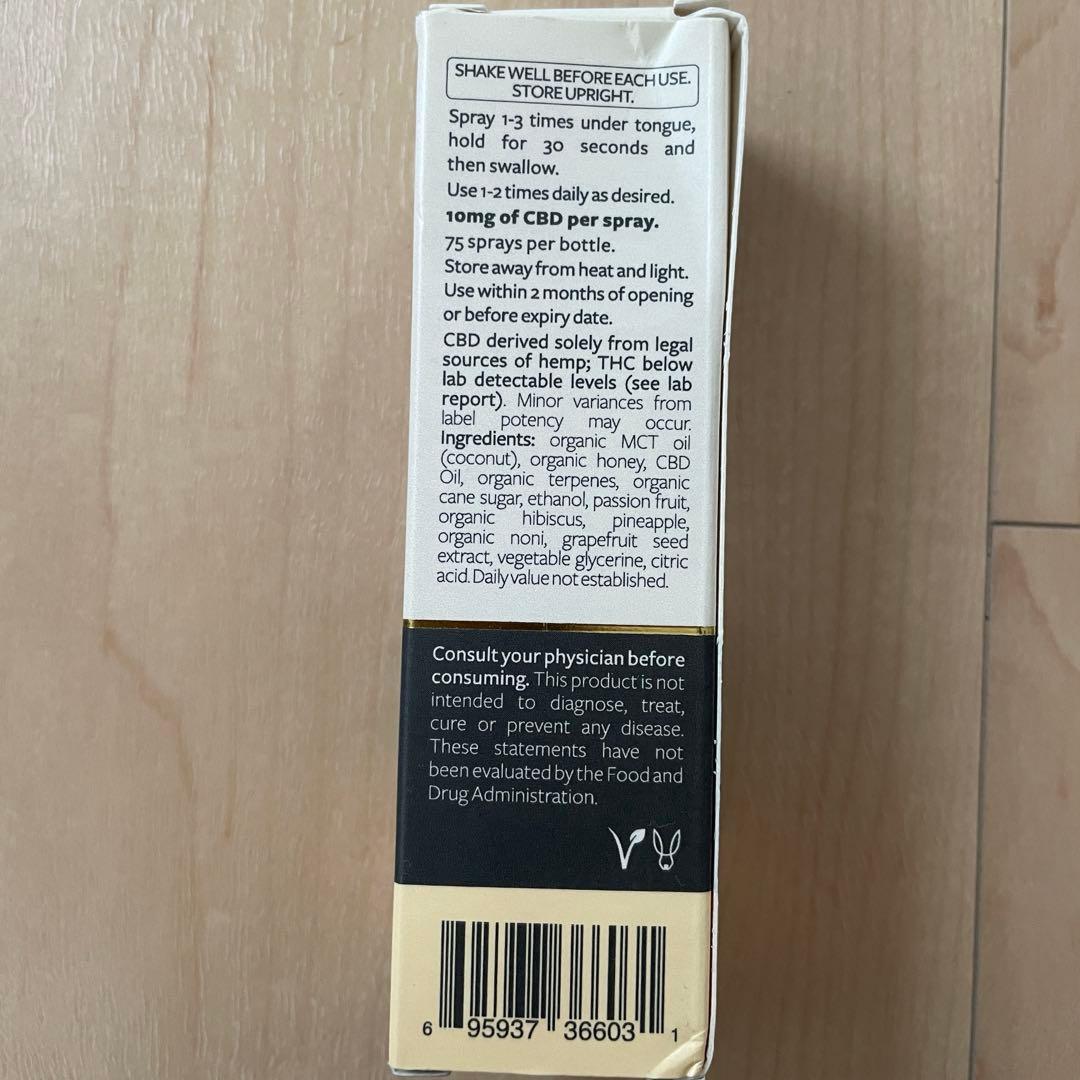 SHAKE WELL BEFORE EACH USE.
STORE UPRIGHT.
Spray 1-3 times under tongue,
hold for 30 seconds and
then swallow.
Use 1-2 times daily as desired.
10mg of CBD per spray.
75 sprays per bottle.
Store away from heat and light.
Use within 2 months of opening
or before expiry date.
CBD derived solely from legal
sources of hemp; THC below
lab detectable levels (see lab
report). Minor variances from
label potency may occur.
Ingredients: organic MCT oil
(coconut), organic honey, CBD
Oil, organic terpenes, organic
cane sugar, ethanol, passion fruit,
organic hibiscus, pineapple,
organic noni, grapefruit seed
extract, vegetable glycerine, citric
acid. Daily value not established.
Consult your physician before
consuming. This product is not
intended to diagnose, treat,
cure or prevent any disease.
These statements have not
been evaluated by the Food and
Drug Administration.
6 95937 36603 1